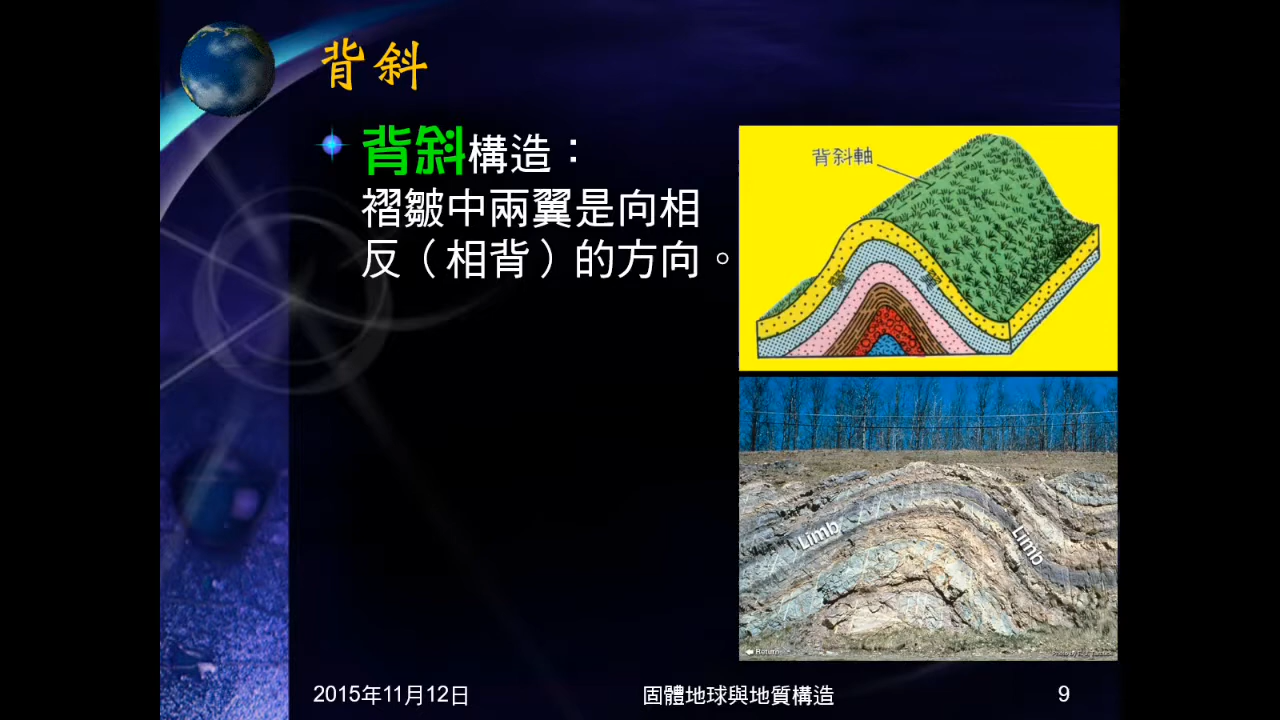 背斜
背斜構造：
褶皺中兩翼是向相
反（相背）的方向。
背斜軸
Limb
Limb
Return
2015年11月12日
固體地球與地質構造
9